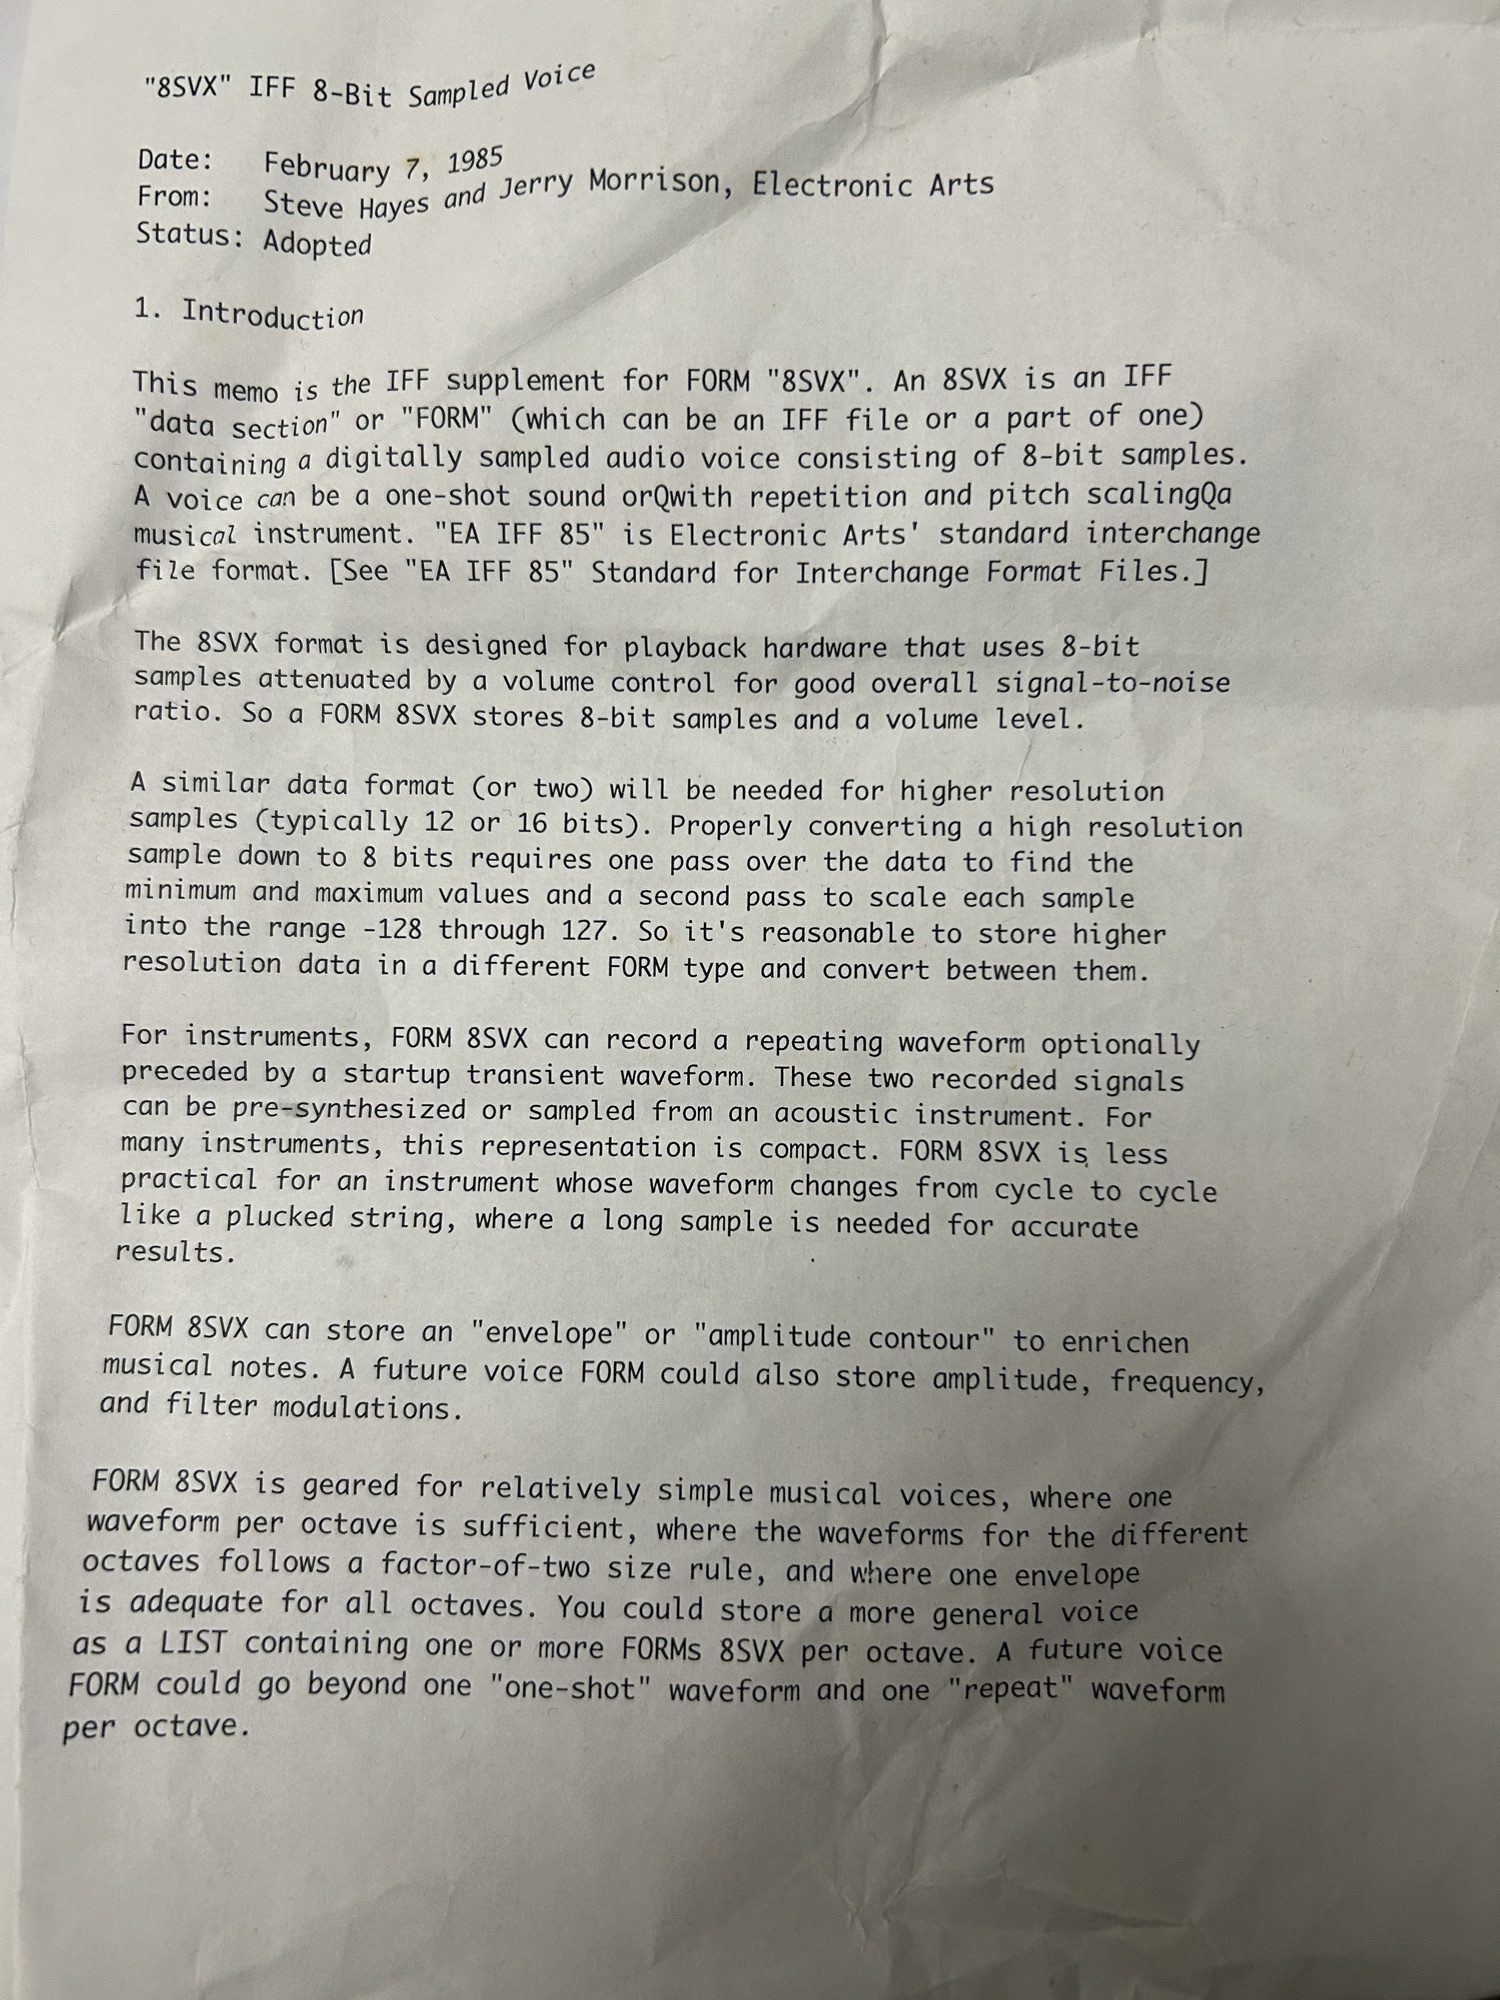 "8SVX" IFF 8-Bit Sampled Voice
Date: February 7, 1985
From: Steve Hayes and Jerry Morrison, Electronic Arts
Status: Adopted
1. Introduction
This memo is the IFF supplement for FORM "8SVX". An 8SVX is an IFF
"data section" or "FORM" (which can be an IFF file or a part of one)
containing a digitally sampled audio voice consisting of 8-bit samples.
A voice can be a one-shot sound orQwith repetition and pitch scalingQa
musical instrument. "EA IFF 85" is Electronic Arts' standard interchange
file format. [See "EA IFF 85" Standard for Interchange Format Files.]
The 8SVX format is designed for playback hardware that uses 8-bit
samples attenuated by a volume control for good overall signal-to-noise
ratio. So a FORM 8SVX stores 8-bit samples and a volume level.
A similar data format (or two) will be needed for higher resolution
samples (typically 12 or 16 bits). Properly converting a high resolution
sample down to 8 bits requires one pass over the data to find the
minimum and maximum values and a second pass to scale each sample
into the range -128 through 127. So it's reasonable to store higher
resolution data in a different FORM type and convert between them.
For instruments, FORM 8SVX can record a repeating waveform optionally
preceded by a startup transient waveform. These two recorded signals
can be pre-synthesized or sampled from an acoustic instrument. For
many instruments, this representation is compact. FORM 8SVX is less
practical for an instrument whose waveform changes from cycle to cycle
like a plucked string, where a long sample is needed for accurate
results.
FORM 8SVX can store an "envelope" or "amplitude contour" to enrichen
musical notes. A future voice FORM could also store amplitude, frequency,
and filter modulations.
FORM 8SVX is geared for relatively simple musical voices, where one
waveform per octave is sufficient, where the waveforms for the different
octaves follows a factor-of-two size rule, and where one envelope
is adequate for all octaves. You could store a more general voice
as a LIST containing one or more FORMs 8SVX per octave. A future voice
FORM could go beyond one "one-shot" waveform and one "repeat" waveform
per octave.